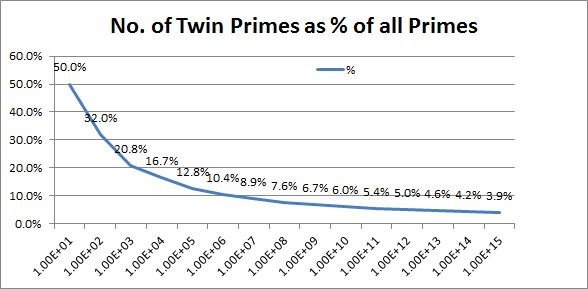 No. of Twin Primes as % of all Primes
60.0%
50.0%
40.0%
30.0%
20.0%
10.0%
0.0%
%
50.0%
32.0%
20.8%
16.7%
12.8%
10.4%
8.9%
7.6%
6.7%
6.0%
5.4%
5.0%
4.6%
4.2%
3.9%
1.00E+01
1.00E+02
1.00E+03
1.00E+04
1.00E+05
1.00E+06
1.00E+07
1.00E+08
1.00E+09
1.00E+10
1.00E+11
1.00E+12
1.00E+13
1.00E+14
1.00E+15